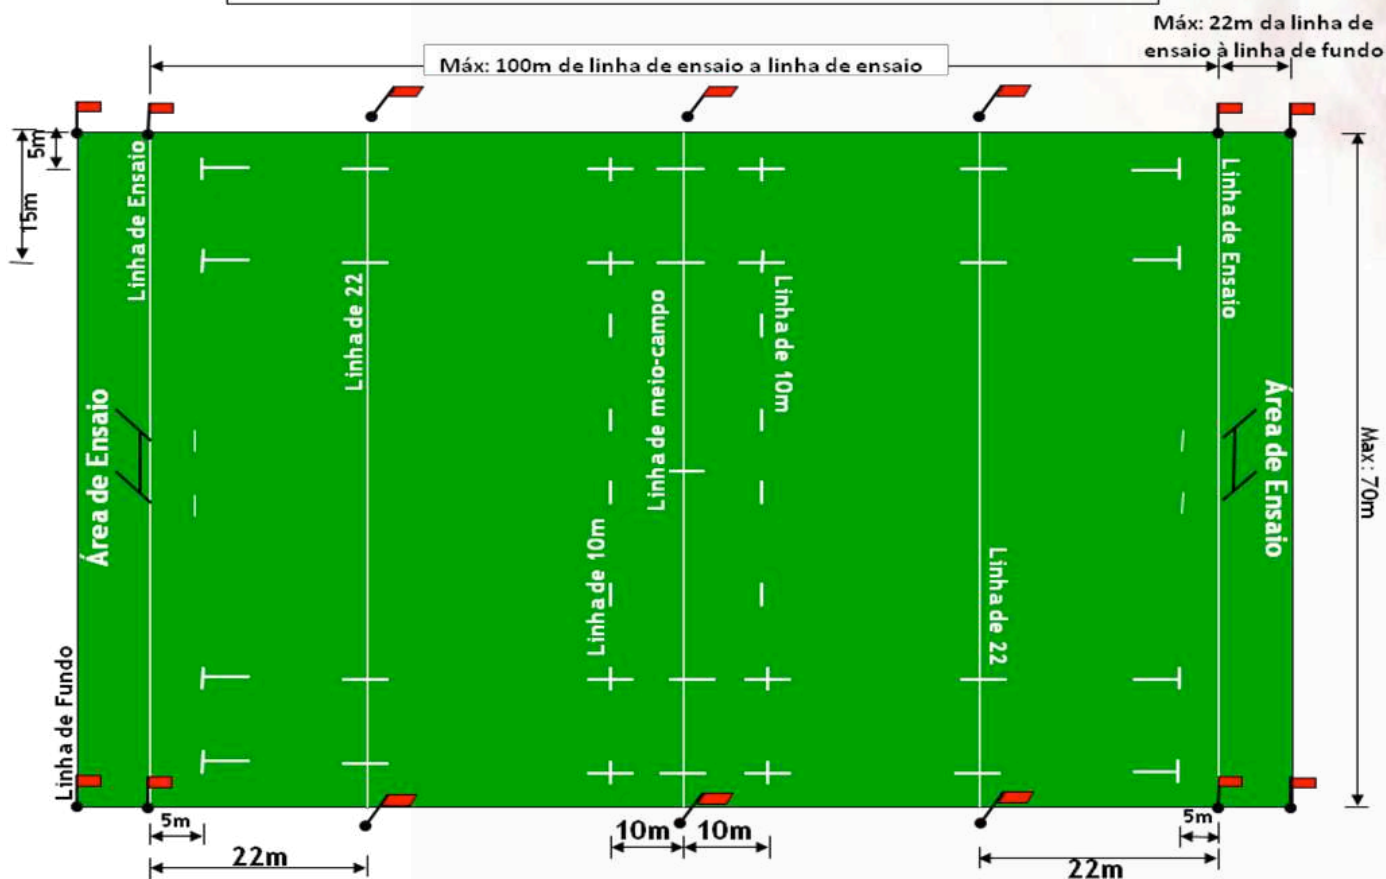 Máx: 22m da linha de
ensaio à linha de fundo
Máx: 100m de linha de ensaio a linha de ensaio
5m
15m
Linha de Ensaio
Linha de 22
Linha de meio-campo
Linha de 10m
Linha de Ensaio
Área de Ensaio
Área de Ensaio
Max: 70m
Linha de 10m
Linha de 22
Linha de Fundo
5m
10m
10m
5m
22m
22m